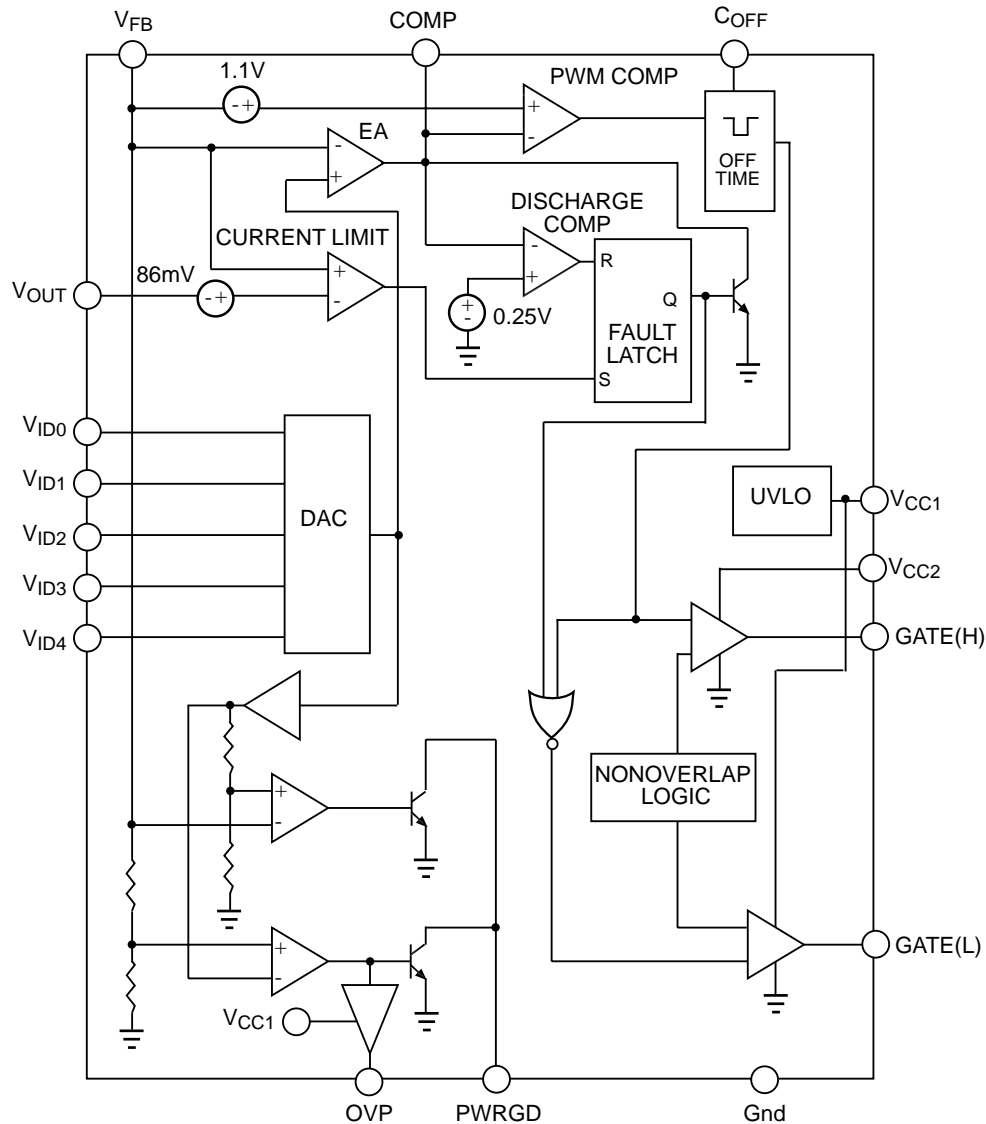 VFB
COMP
COFF
1.1V
- +
PWM COMP
+
-
EA
-
+
OFF
TIME
DISCHARGE
COMP
-
+
CURRENT LIMIT
+
-
VOUT
86mV
- +
+
-
0.25V
R
Q
FAULT
LATCH
S
VID0
VID1
VID2
VID3
VID4
DAC
UVLO
VCC1
VCC2
GATE(H)
NONOVERLAP
LOGIC
+
-
+
-
GATE(L)
VCC1
OVP
PWRGD
Gnd